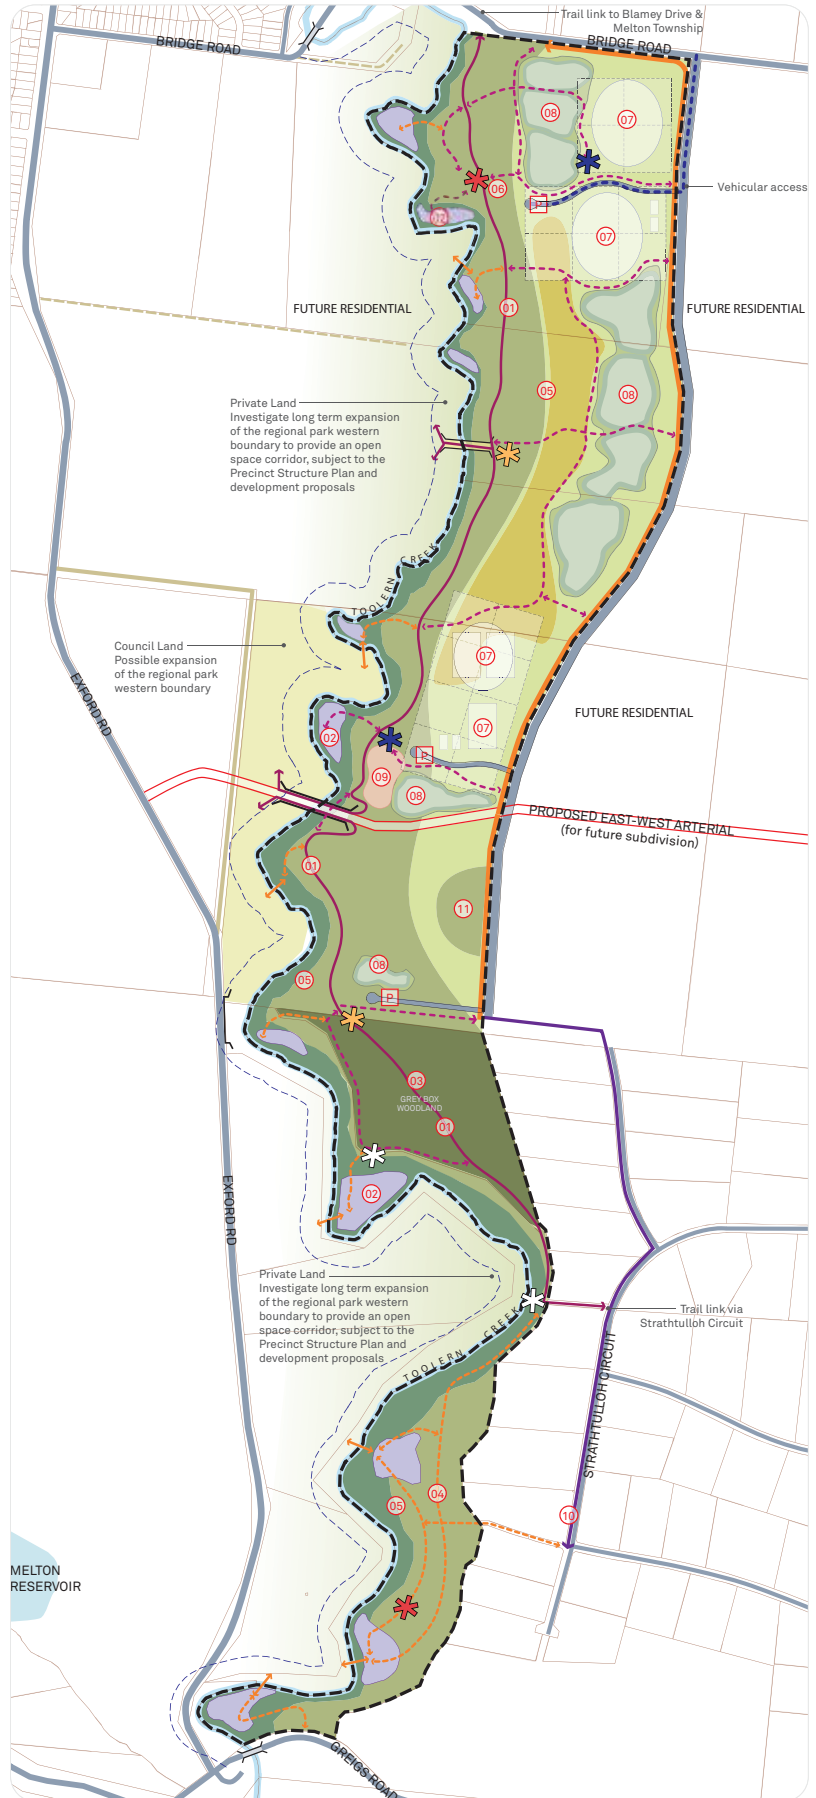 Trail link to Blamey Drive &
Melton Township
BRIDGE ROAD
BRIDGE ROAD
08
07
Vehicular access
06
P
02
07
FUTURE RESIDENTIAL
01
FUTURE RESIDENTIAL
05
08
Private Land
Investigate long term expansion
of the regional park western
boundary to provide an open
space corridor, subject to the
Precinct Structure Plan and
development proposals
TOOLERN CREEK
Council Land
Possible expansion
of the regional park
western boundary
07
EXFORD RD
FUTURE RESIDENTIAL
02
07
P
09
08
PROPOSED EAST-WEST ARTERIAL
(for future subdivision)
01
11
08
05
P
03
GREY BOX
WOODLAND
01
EXFORD RD
02
Private Land
Investigate long term expansion
of the regional park western
boundary to provide an open
space corridor, subject to the
Precinct Structure Plan and
development proposals
Trail link via
Strathtulloh Circuit
TOOLERN CREEK
STRATHTULLOH CIRCUIT
04
05
10
MELTON
RESERVOIR
GREIGS ROAD